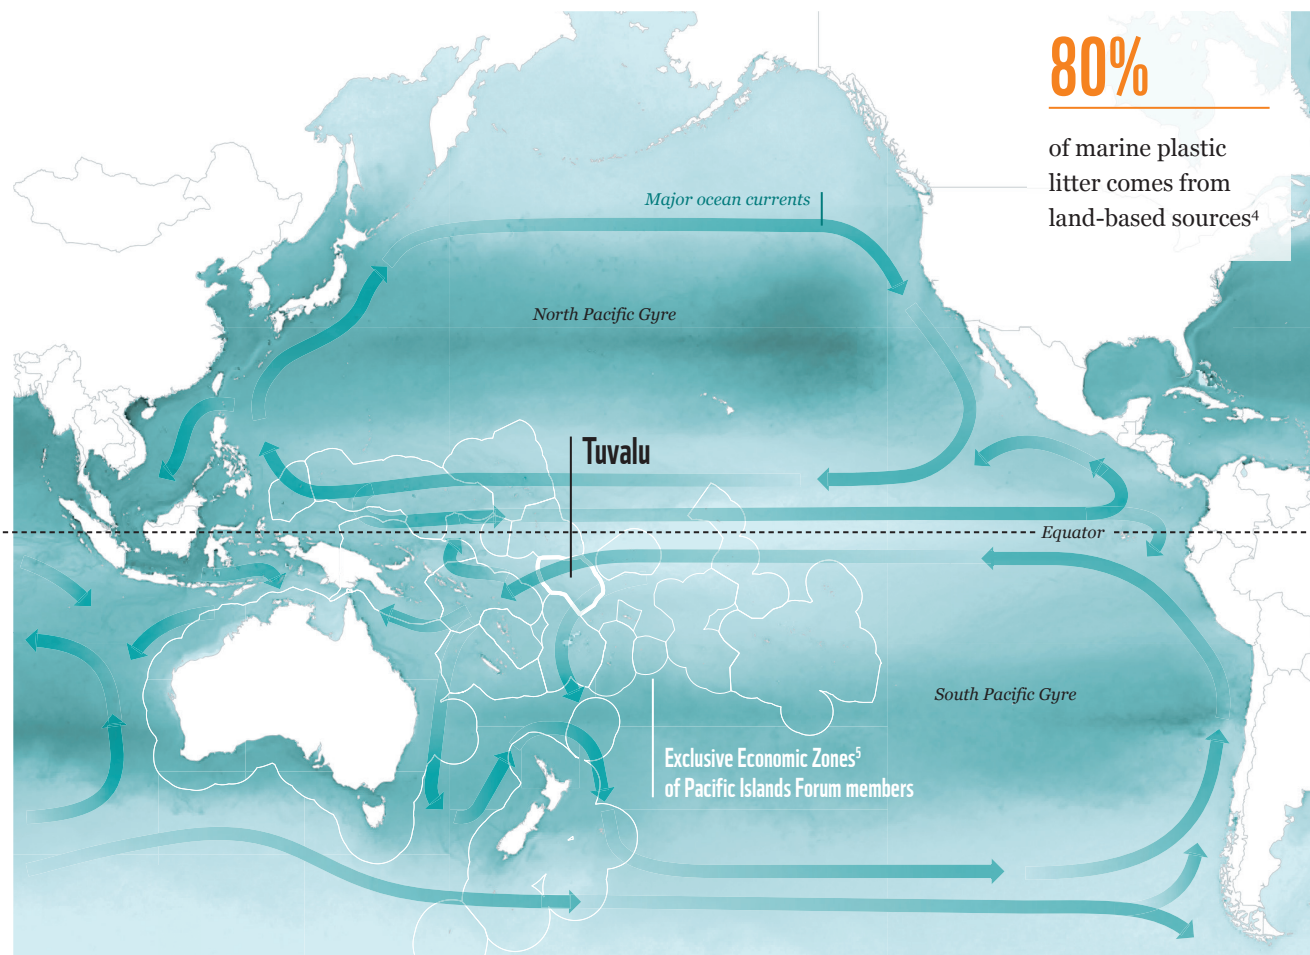 80%
of marine plastic
litter comes from
land-based sources⁴
Major ocean currents
North Pacific Gyre
Tuvalu
Equator
South Pacific Gyre
Exclusive Economic Zones⁵
of Pacific Islands Forum members